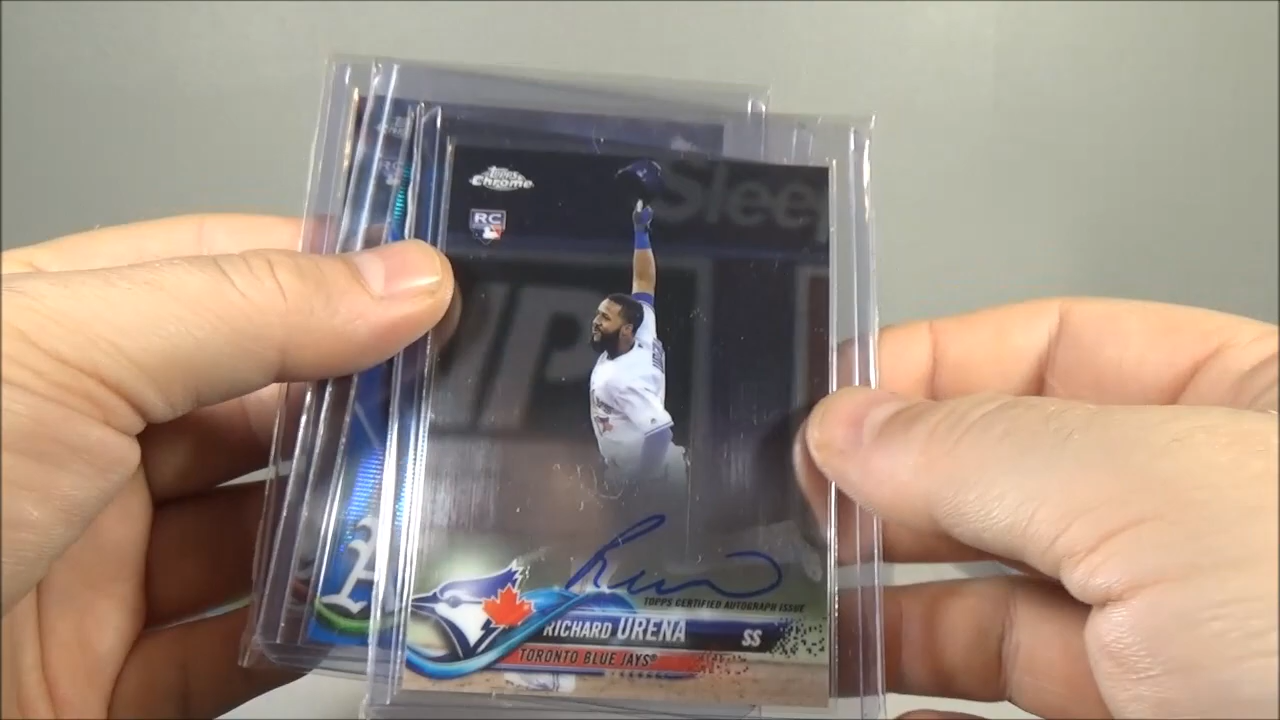 Topps
Chrome
RC
Sleep
TOPPS CERTIFIED AUTOGRAPH ISSUE
RICHARD URENA
SS
TORONTO BLUE JAYS®